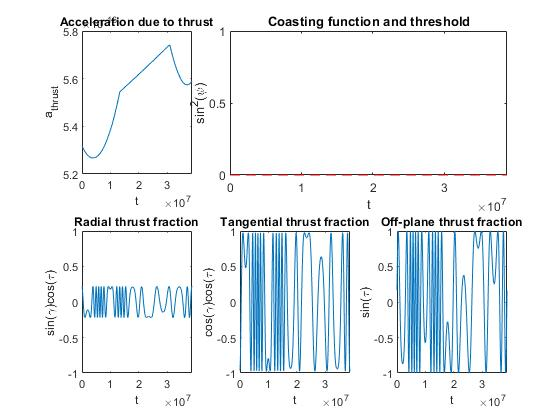 Acceleration due to thrust
5.8
5.6
5.4
5.2
a_thrust
0 1 2 3
t
×10^7
Coasting function and threshold
1
0.5
0
sin^2(ψ)
0 1 2 3
t
×10^7
Radial thrust fraction
1
0.5
0
-0.5
-1
sin(γ)cos(τ)
0 1 2 3
t
×10^7
Tangential thrust fraction
1
0.5
0
-0.5
-1
cos(γ)cos(τ)
0 1 2 3
t
×10^7
Off-plane thrust fraction
1
0.5
0
-0.5
-1
sin(τ)
0 1 2 3
t
×10^7